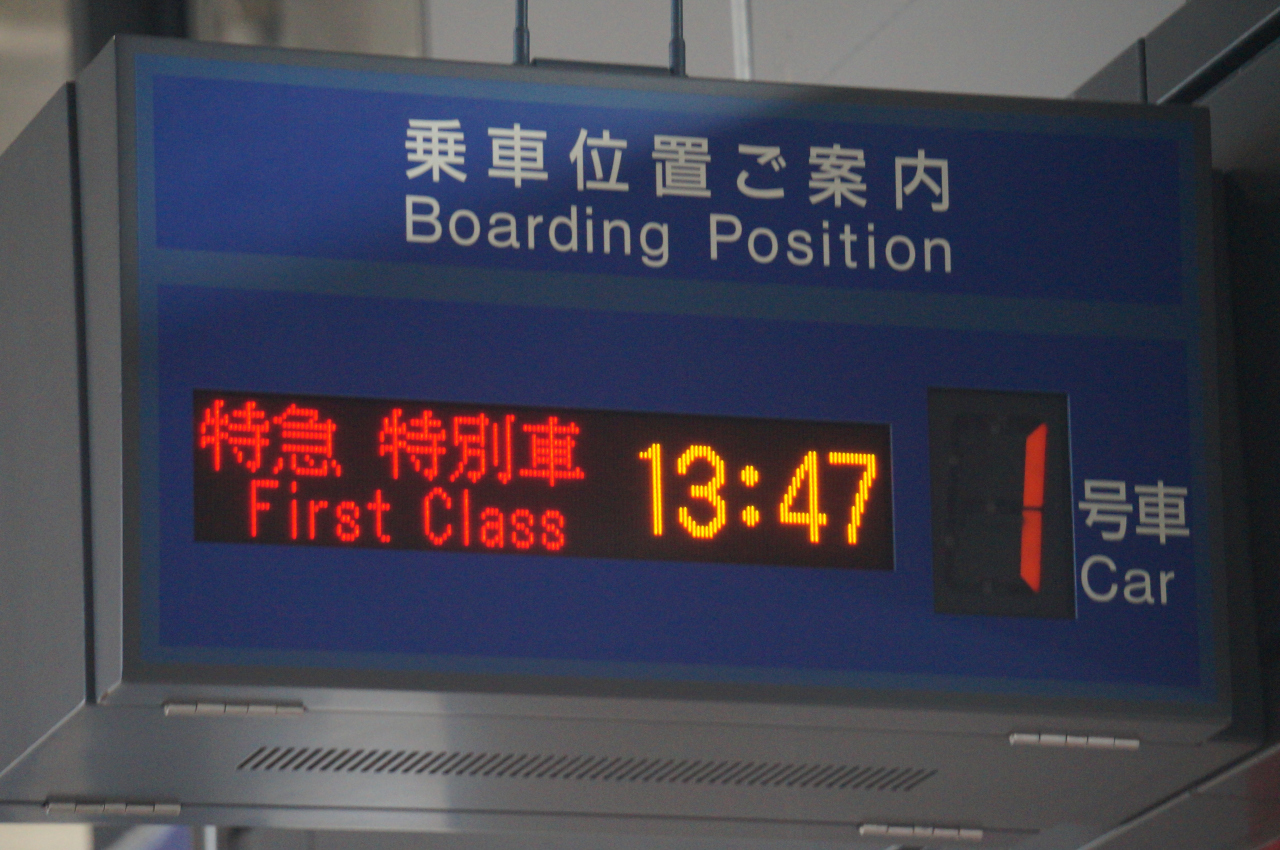 乗車位置ご案内
Boarding Position
特急 特別車 13:47
First Class
1 号車
Car